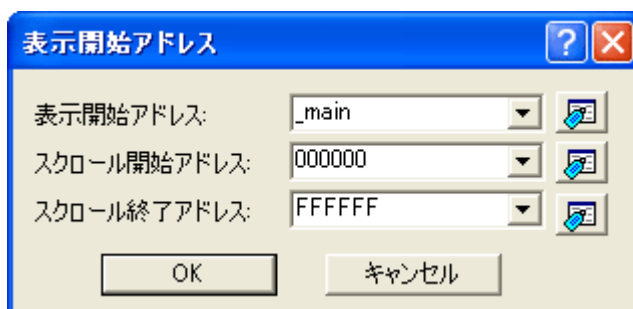 表示開始アドレス
表示開始アドレス: _main
スクロール開始アドレス: 000000
スクロール終了アドレス: FFFFFF
OK キャンセル